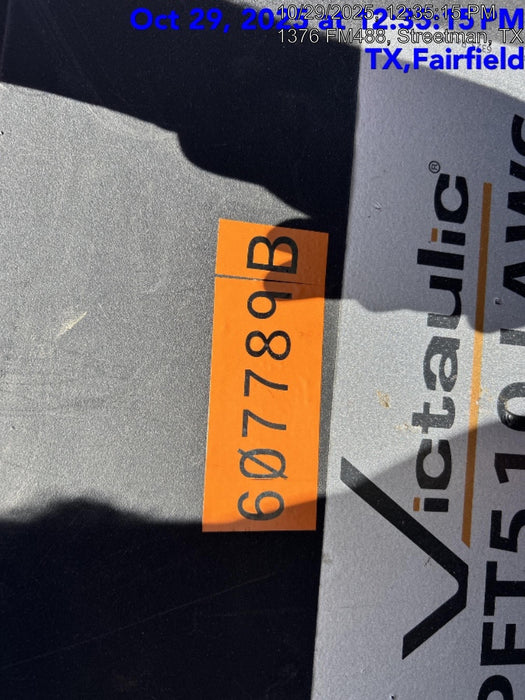 Oct 29, 2025 at 12:35:15 PM
10/29/2025, 12:35:15 PM
1376 FM488, Streetman, TX
TX,Fairfield
607789B
Victaulic®